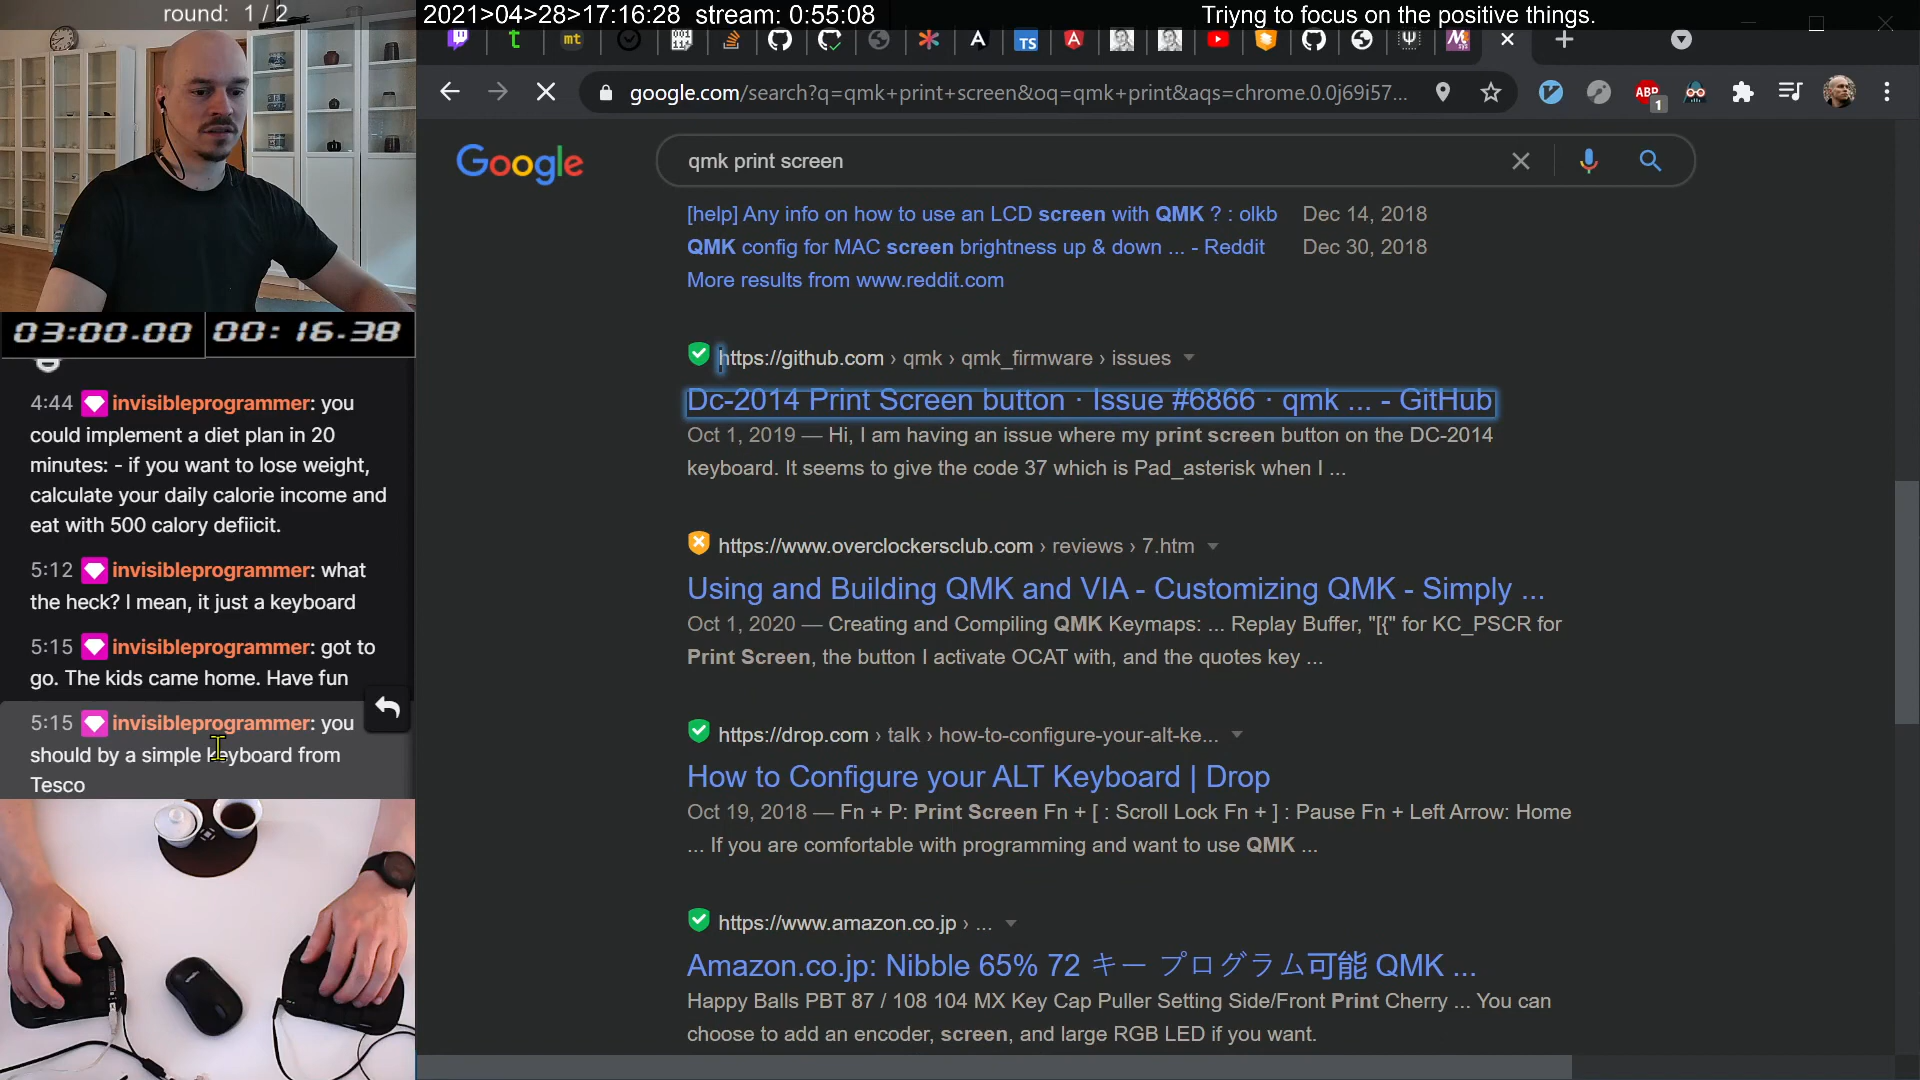 round: 1 / 2
2021>04>28>17:16:28 stream: 0:55:08
Triyng to focus on the positive things.
google.com/search?q=qmk+print+screen&oq=qmk+print&aqs=chrome.0.0j69i57...
ABP
1
Google
qmk print screen
[help] Any info on how to use an LCD screen with QMK ? : olkb Dec 14, 2018
QMK config for MAC screen brightness up & down ... - Reddit Dec 30, 2018
More results from www.reddit.com
https://github.com › qmk › qmk_firmware › issues
Dc-2014 Print Screen button · Issue #6866 · qmk ... - GitHub
Oct 1, 2019 — Hi, I am having an issue where my print screen button on the DC-2014
keyboard. It seems to give the code 37 which is Pad_asterisk when I ...
https://www.overclockersclub.com › reviews › 7.htm
Using and Building QMK and VIA - Customizing QMK - Simply ...
Oct 1, 2020 — Creating and Compiling QMK Keymaps: ... Replay Buffer, "[{" for KC_PSCR for
Print Screen, the button I activate OCAT with, and the quotes key ...
https://drop.com › talk › how-to-configure-your-alt-ke...
How to Configure your ALT Keyboard | Drop
Oct 19, 2018 — Fn + P: Print Screen Fn + [ : Scroll Lock Fn + ] : Pause Fn + Left Arrow: Home
... If you are comfortable with programming and want to use QMK ...
https://www.amazon.co.jp › ...
Amazon.co.jp: Nibble 65% 72 キー プログラム可能 QMK ...
Happy Balls PBT 87 / 108 104 MX Key Cap Puller Setting Side/Front Print Cherry ... You can
choose to add an encoder, screen, and large RGB LED if you want.
03:00.00 00:16.38
4:44 invisibleprogrammer: you
could implement a diet plan in 20
minutes: - if you want to lose weight,
calculate your daily calorie income and
eat with 500 calory defiicit.
5:12 invisibleprogrammer: what
the heck? I mean, it just a keyboard
5:15 invisibleprogrammer: got to
go. The kids came home. Have fun
5:15 invisibleprogrammer: you
should by a simple keyboard from
Tesco